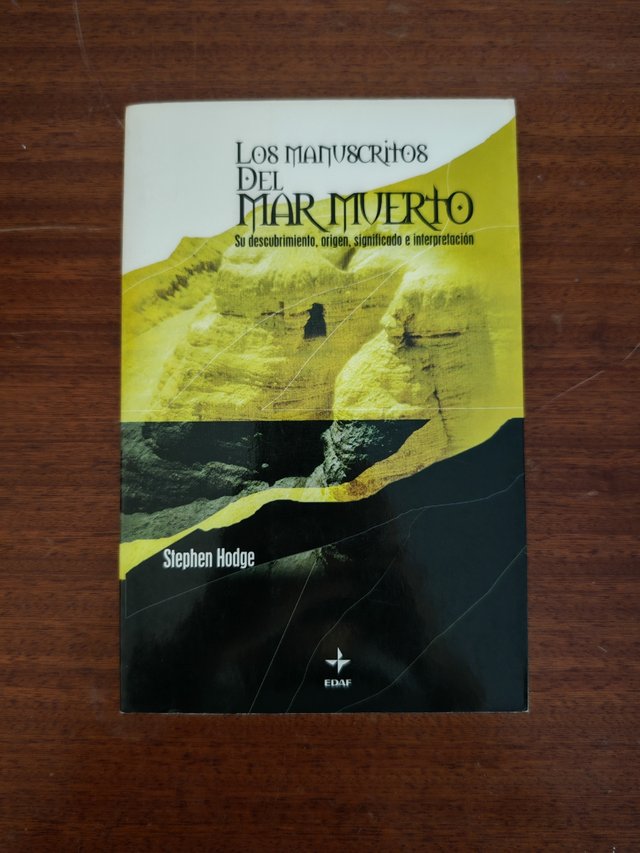 Los manuscritos
Del
Mar Muerto
Su descubrimiento, origen, significado e interpretación
Stephen Hodge
EDAF